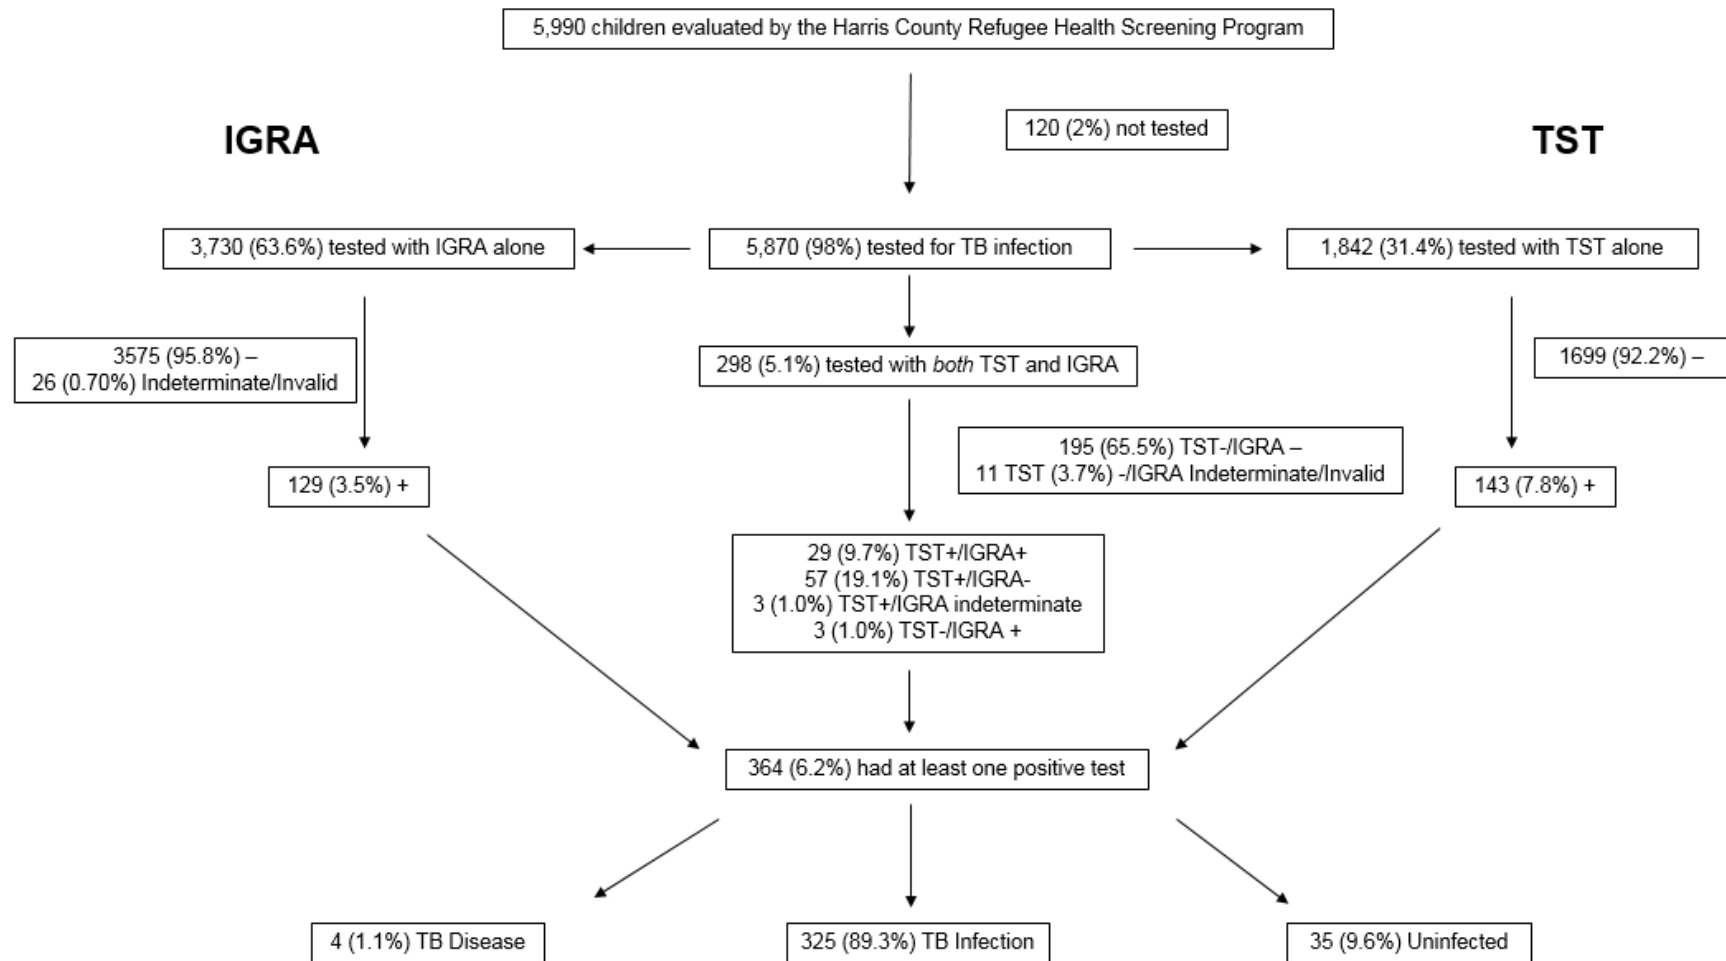 5,990 children evaluated by the Harris County Refugee Health Screening Program
120 (2%) not tested
IGRA
TST
3,730 (63.6%) tested with IGRA alone
5,870 (98%) tested for TB infection
1,842 (31.4%) tested with TST alone
3575 (95.8%) –
26 (0.70%) Indeterminate/Invalid
298 (5.1%) tested with both TST and IGRA
1699 (92.2%) –
195 (65.5%) TST-/IGRA –
11 TST (3.7%) -/IGRA Indeterminate/Invalid
129 (3.5%) +
143 (7.8%) +
29 (9.7%) TST+/IGRA+
57 (19.1%) TST+/IGRA-
3 (1.0%) TST+/IGRA indeterminate
3 (1.0%) TST-/IGRA +
364 (6.2%) had at least one positive test
4 (1.1%) TB Disease
325 (89.3%) TB Infection
35 (9.6%) Uninfected